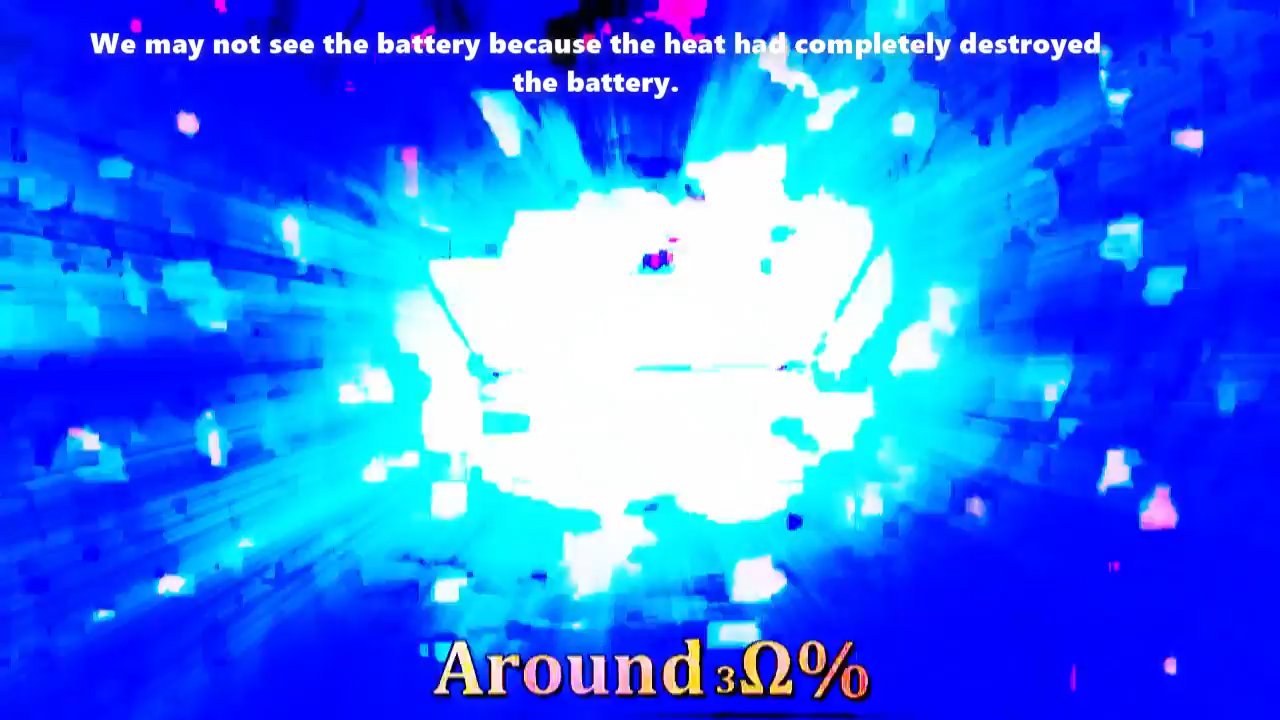 We may not see the battery because the heat had completely destroyed
the battery.
Around ₃Ω%